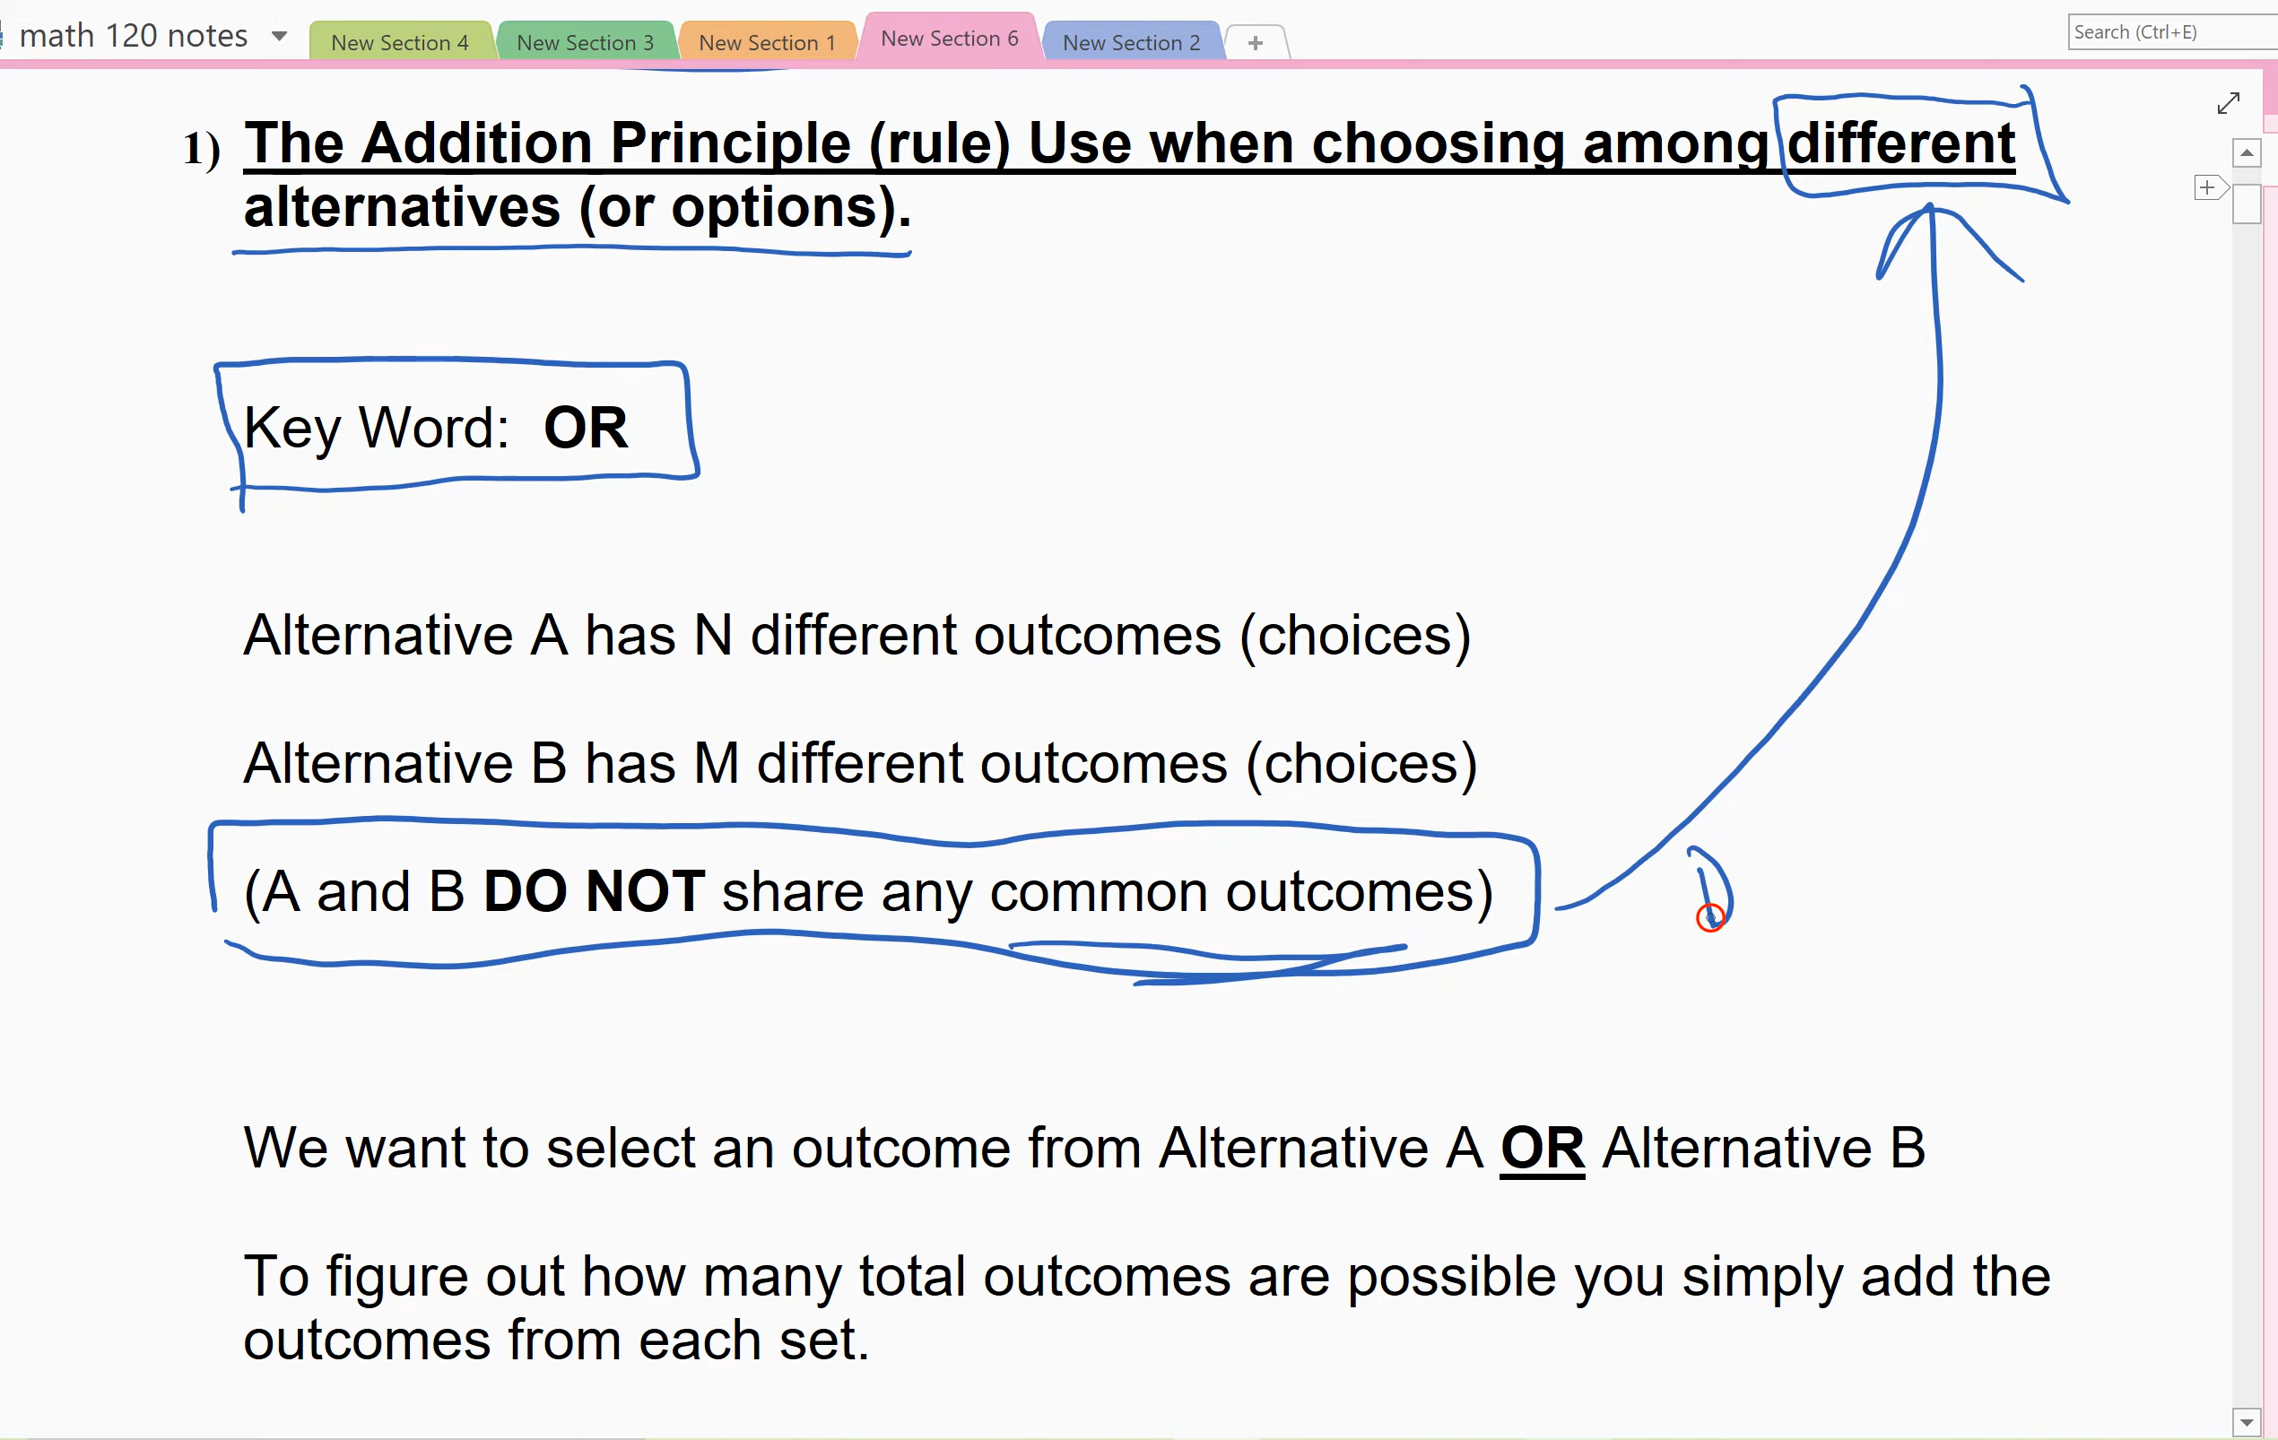 math 120 notes
New Section 4
New Section 3
New Section 1
New Section 6
New Section 2
+
Search (Ctrl+E)
1) The Addition Principle (rule) Use when choosing among different
alternatives (or options).
Key Word: OR
Alternative A has N different outcomes (choices)
Alternative B has M different outcomes (choices)
(A and B DO NOT share any common outcomes)
D
We want to select an outcome from Alternative A OR Alternative B
To figure out how many total outcomes are possible you simply add the
outcomes from each set.